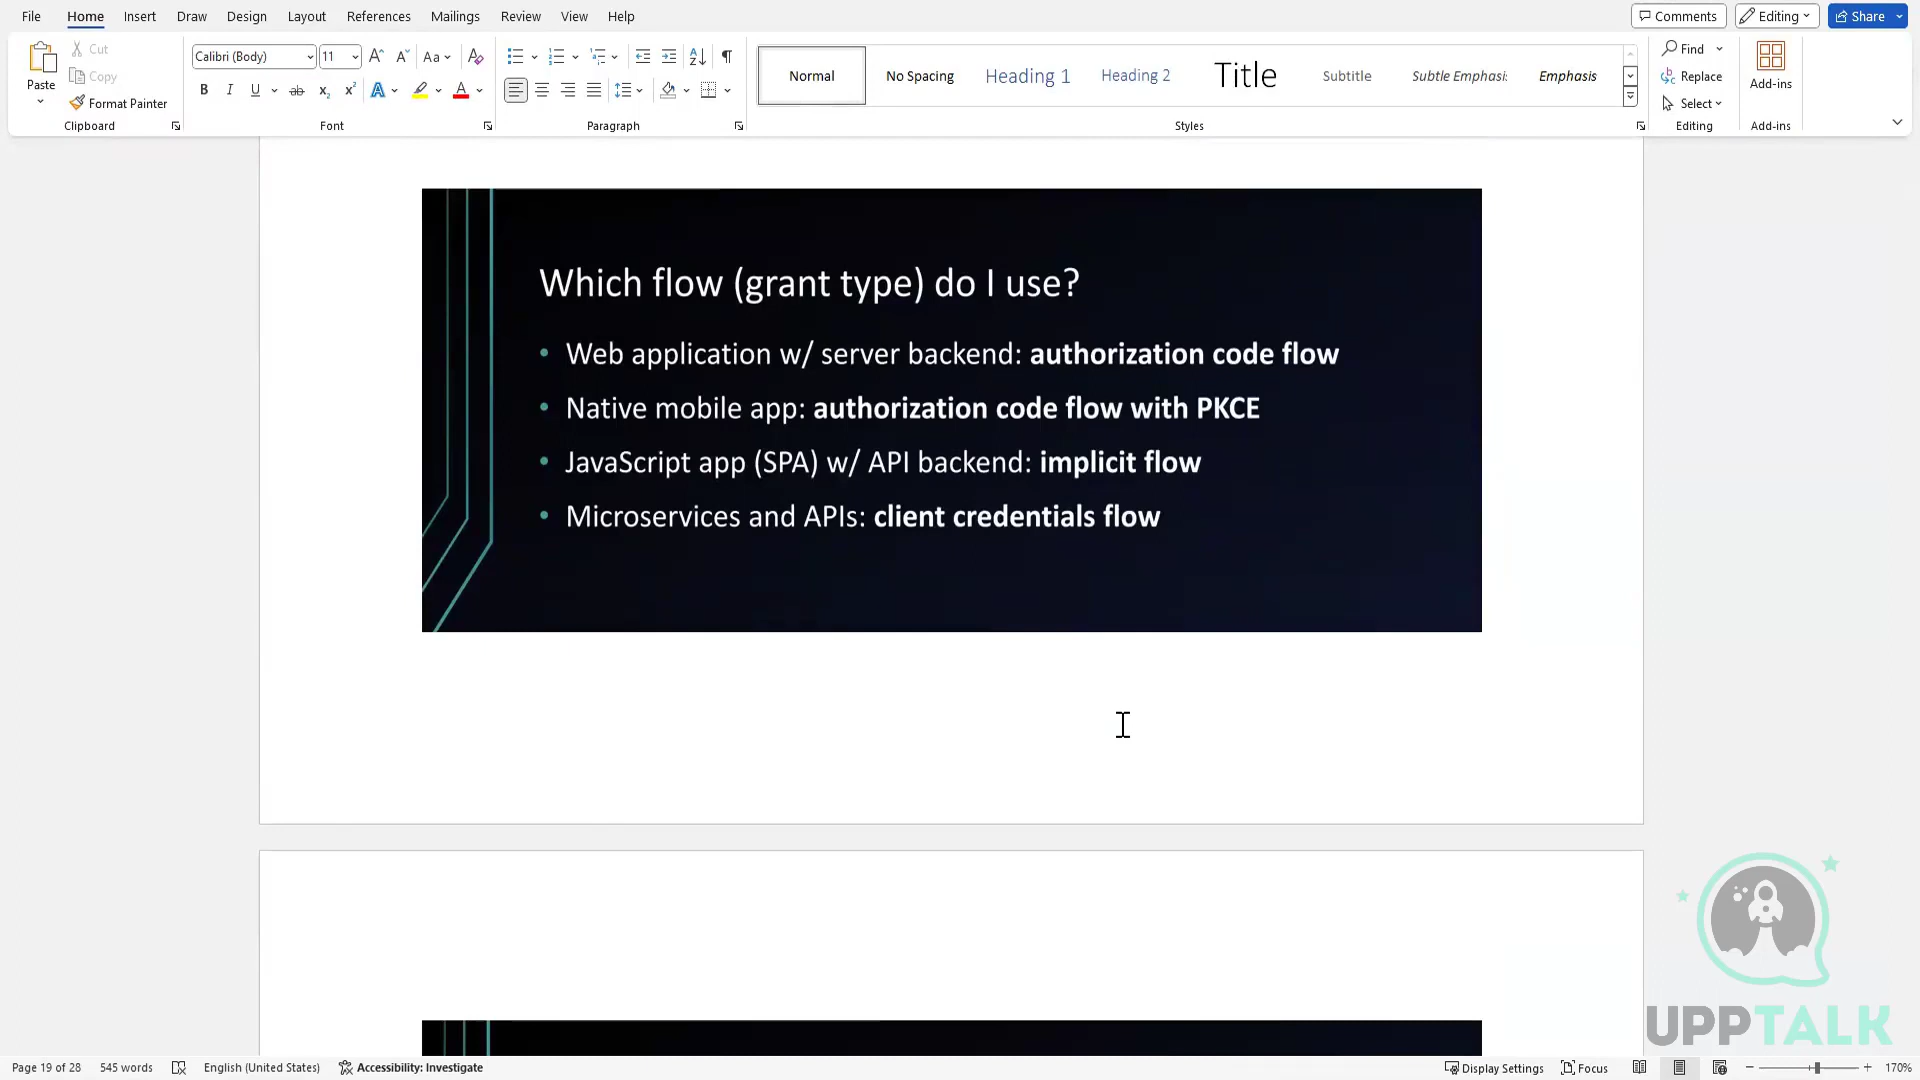 File Home Insert Draw Design Layout References Mailings Review View Help Comments Editing Share
Paste Cut Copy Format Painter Clipboard
Calibri (Body) 11 Aa Font
Paragraph
Normal No Spacing Heading 1 Heading 2 Title Subtitle Subtle Emphasi: Emphasis Styles
Find Replace Select Editing
Add-ins Add-ins
Which flow (grant type) do I use?
• Web application w/ server backend: authorization code flow
• Native mobile app: authorization code flow with PKCE
• JavaScript app (SPA) w/ API backend: implicit flow
• Microservices and APIs: client credentials flow
UPPTALK
Page 19 of 28 545 words English (United States) Accessibility: Investigate Display Settings Focus 170%